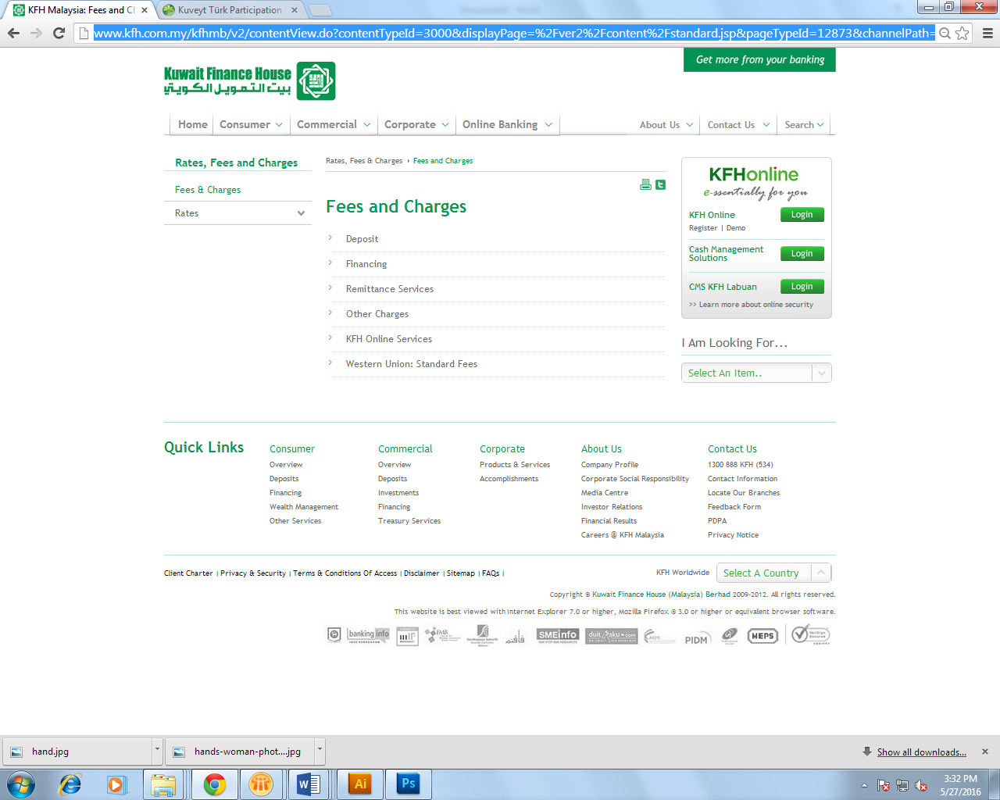 KFH Malaysia: Fees and Ch
Kuveyt Türk Participation
www.kfh.com.my/kfhmb/v2/contentView.do?contentTypeId=3000&displayPage=%2Fver2%2Fcontent%2Fstandard.jsp&pageTypeId=12873&channelPath=
Get more from your banking
Kuwait Finance House
بيت التمويل الكويتي
Home Consumer Commercial Corporate Online Banking About Us Contact Us Search
Rates, Fees and Charges
Fees & Charges
Rates
Rates, Fees & Charges Fees and Charges
Fees and Charges
Deposit
Financing
Remittance Services
Other Charges
KFH Online Services
Western Union: Standard Fees
KFHonline
e-ssentially for you
KFH Online Login
Register | Demo
Cash Management
Solutions
Login
CMS KFH Labuan Login
>> Learn more about online security
I Am Looking For...
Select An Item..
Quick Links
Consumer
Overview
Deposits
Financing
Wealth Management
Other Services
Commercial
Overview
Deposits
Investments
Financing
Treasury Services
Corporate
Products & Services
Accomplishments
About Us
Company Profile
Corporate Social Responsibility
Media Centre
Investor Relations
Financial Results
Careers @ KFH Malaysia
Contact Us
1300 888 KFH (534)
Contact Information
Locate Our Branches
Feedback Form
PDPA
Privacy Notice
Client Charter | Privacy & Security | Terms & Conditions Of Access | Disclaimer | Sitemap | FAQs |
KFH Worldwide Select A Country
Copyright © Kuwait Finance House (Malaysia) Berhad 2009-2012. All rights reserved.
This website is best viewed with Internet Explorer 7.0 or higher, Mozilla Firefox ® 3.0 or higher or equivalent browser software.
banking info
FMB
SMEinfo
duitsaku.com
PIDM
MEPS
hand.jpg
hands-woman-phot....jpg
Show all downloads...
Ai
Ps
3:32 PM
5/27/2016